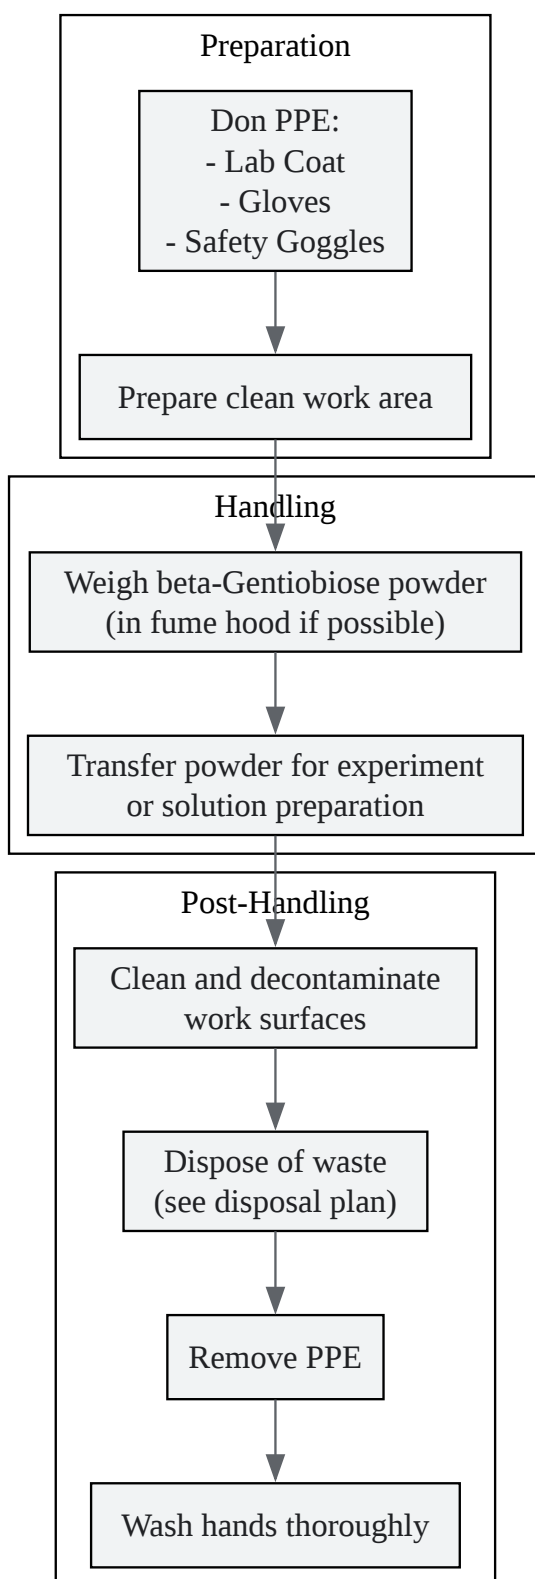 Preparation
Don PPE:
- Lab Coat
- Gloves
- Safety Goggles
Prepare clean work area
Handling
Weigh beta-Gentiobiose powder
(in fume hood if possible)
Transfer powder for experiment
or solution preparation
Post-Handling
Clean and decontaminate
work surfaces
Dispose of waste
(see disposal plan)
Remove PPE
Wash hands thoroughly